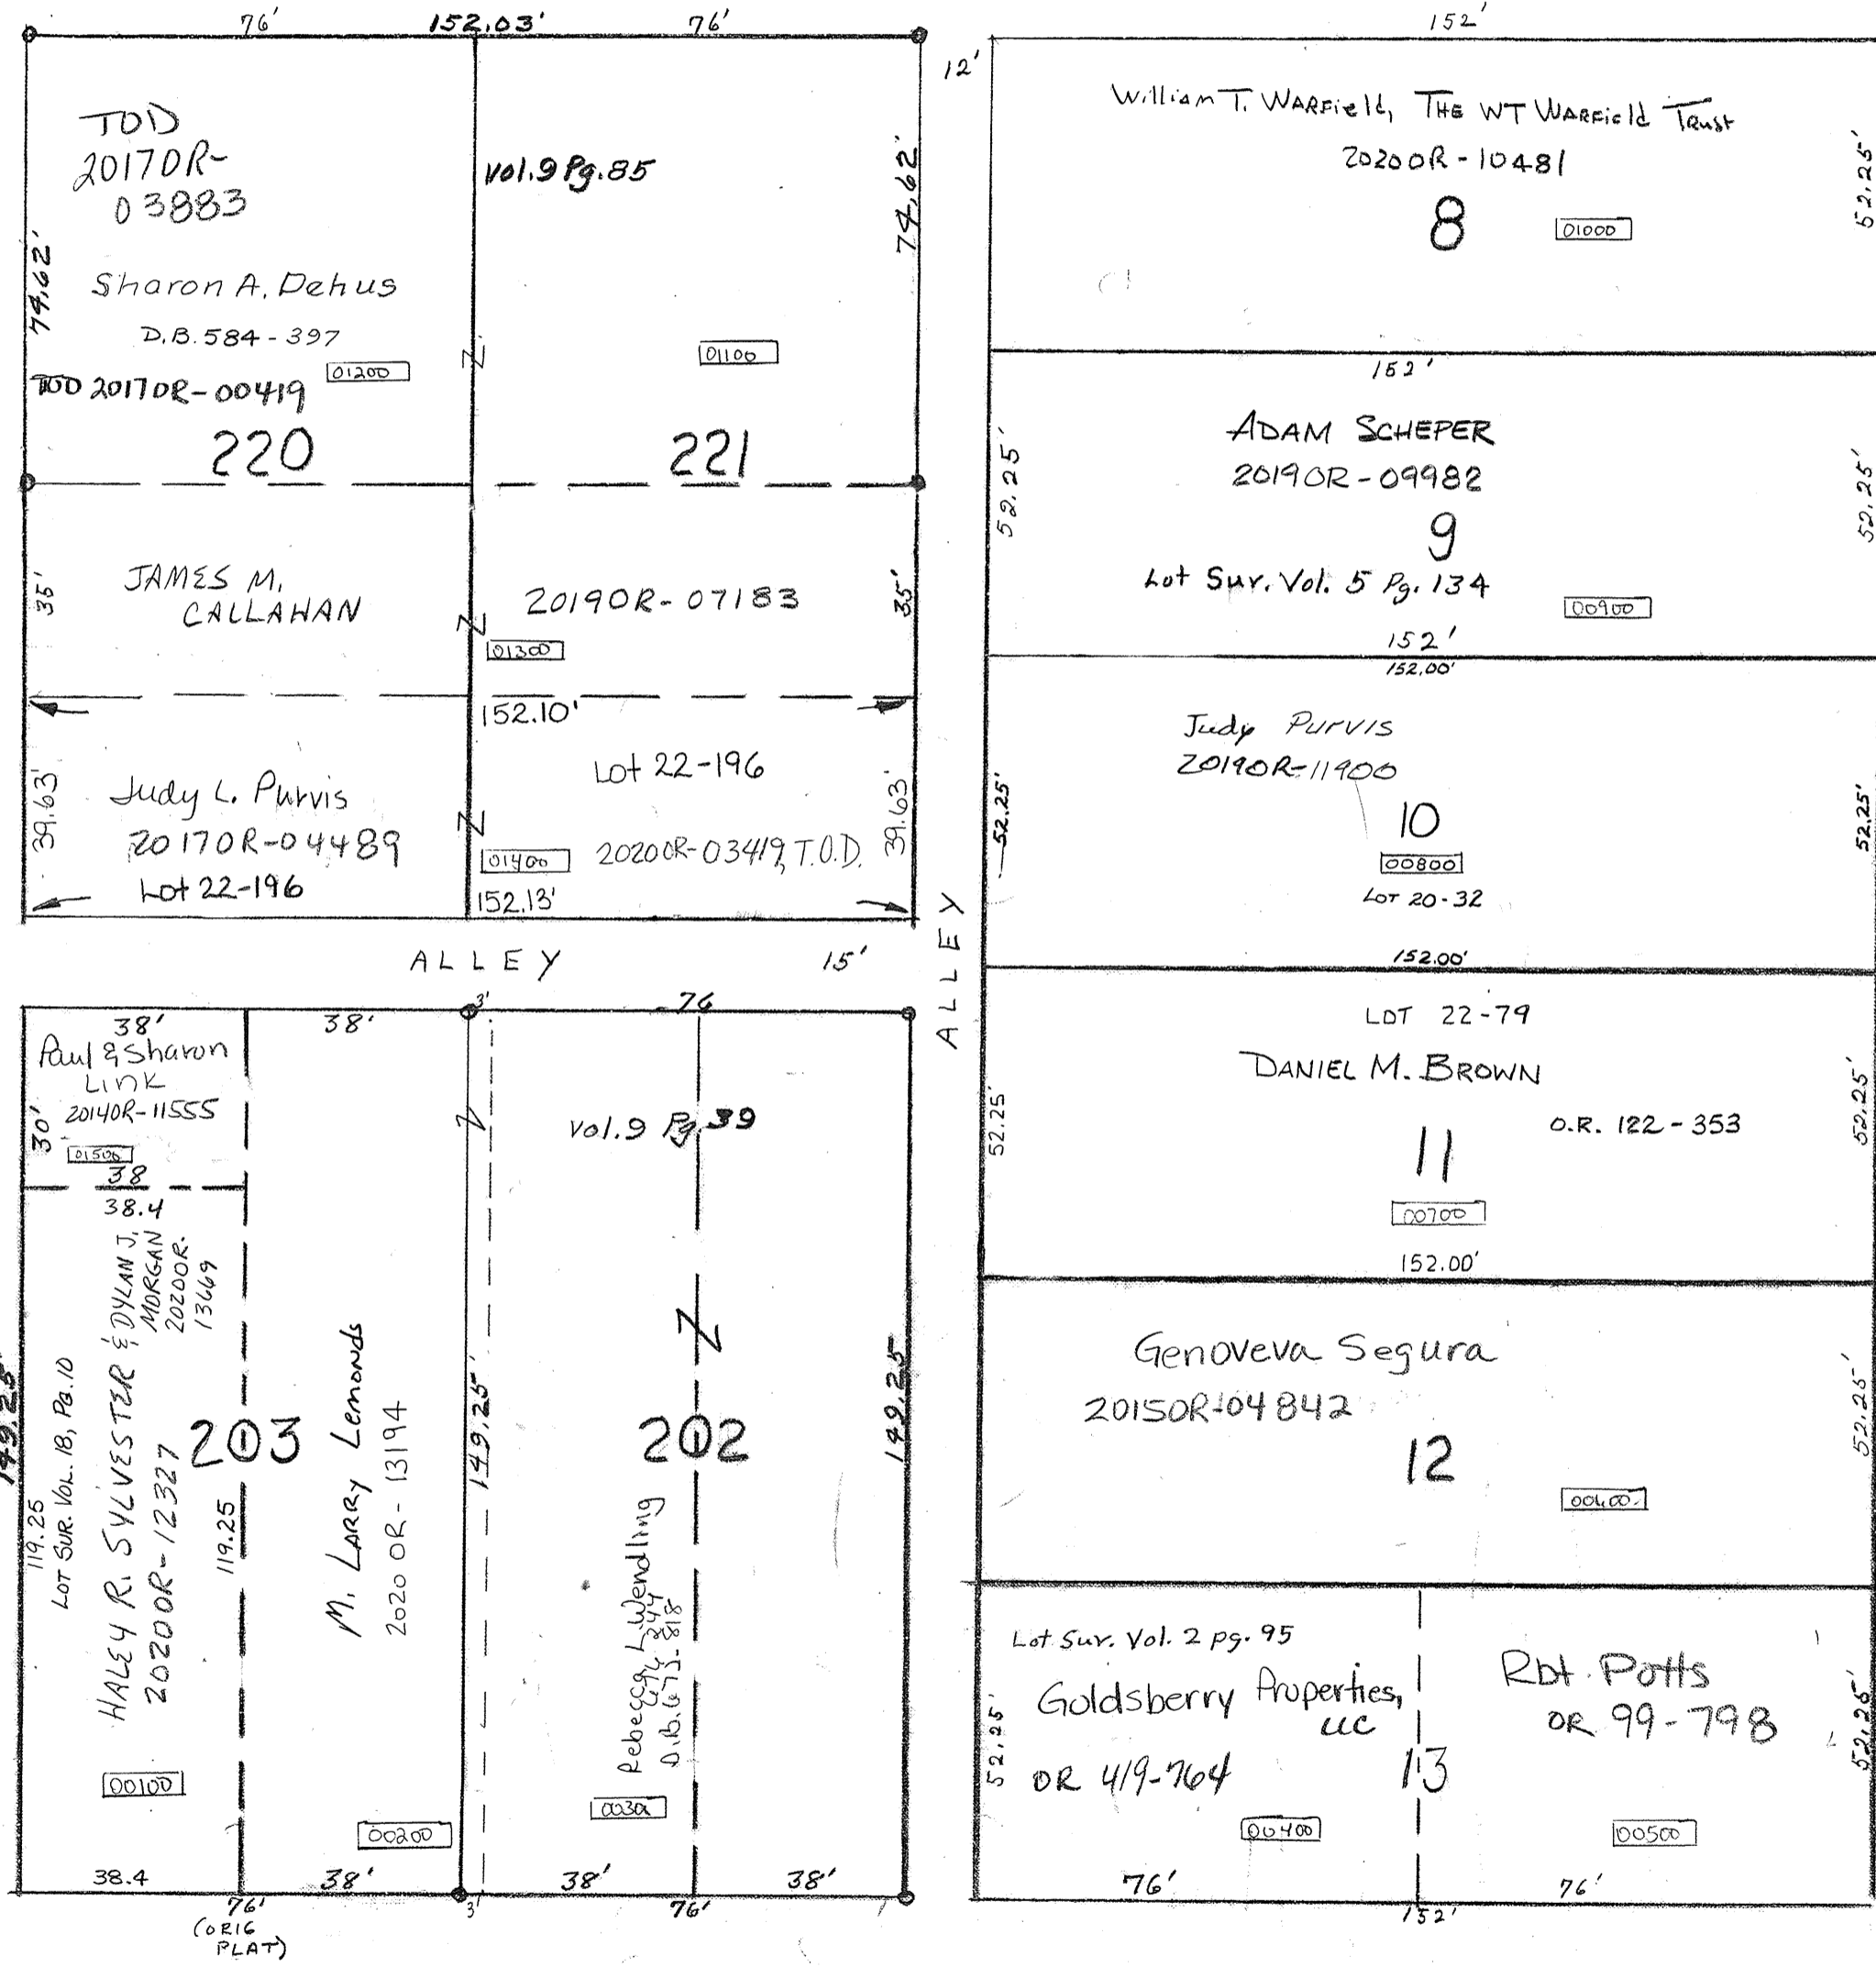 76' 152.03' 76'
TOD
2017OR-
03883
74.62'
Sharon A. Dehus
D.B. 584-397
01200
TOD 2017OR-00419
220
Vol.9 Pg.85
74.62'
01100
221
35'
JAMES M.
CALLAHAN
2019OR-07183
35'
01300
152.10'
39.63'
Judy L. Purvis
2017OR-04489
Lot 22-196
Lot 22-196
01400
2020OR-03419, T.O.D.
39.63'
152.13'
ALLEY 15'
38' 38' 3' 76
Paul & Sharon
Link
2014OR-11555
30'
01500
38
38.4
HALEY R. SYLVESTER & DYLAN J.
MORGAN
2020OR-
13669
2020OR-12327
149.25'
119.25
LOT SUR. VOL. 18, PG. 10
119.25
203
00100
M. LARRY Lemonds
2020OR-13194
00200
149.25'
Vol.9 Pg.39
202
Rebecca L. Wendling
D.B. 673-818
149.25
38.4 38' 38' 38'
76' 3' 76'
(ORIG
PLAT)
ALLEY
12'
152'
William T. WARField, THE WT WARField Trust
2020OR-10481
8
01000
52.25'
152'
52.25'
ADAM SCHEPER
2019OR-09982
9
Lot Sur. Vol. 5 Pg. 134
00900
52.25'
152'
152.00'
Judy Purvis
2019OR-11900
10
00800
LOT 20-32
52.25'
52.25'
152.00'
LOT 22-79
DANIEL M. BROWN
O.R. 122-353
11
00700
52.25'
52.25'
152.00'
Genoveva Segura
2015OR-04842
12
52.25'
Lot Sur. Vol. 2 pg. 95
Goldsberry Properties,
LLC
OR 419-764
00400
52.25'
13
Rbt. Potts
OR 99-798
00500
52.25'
76' 76'
152'